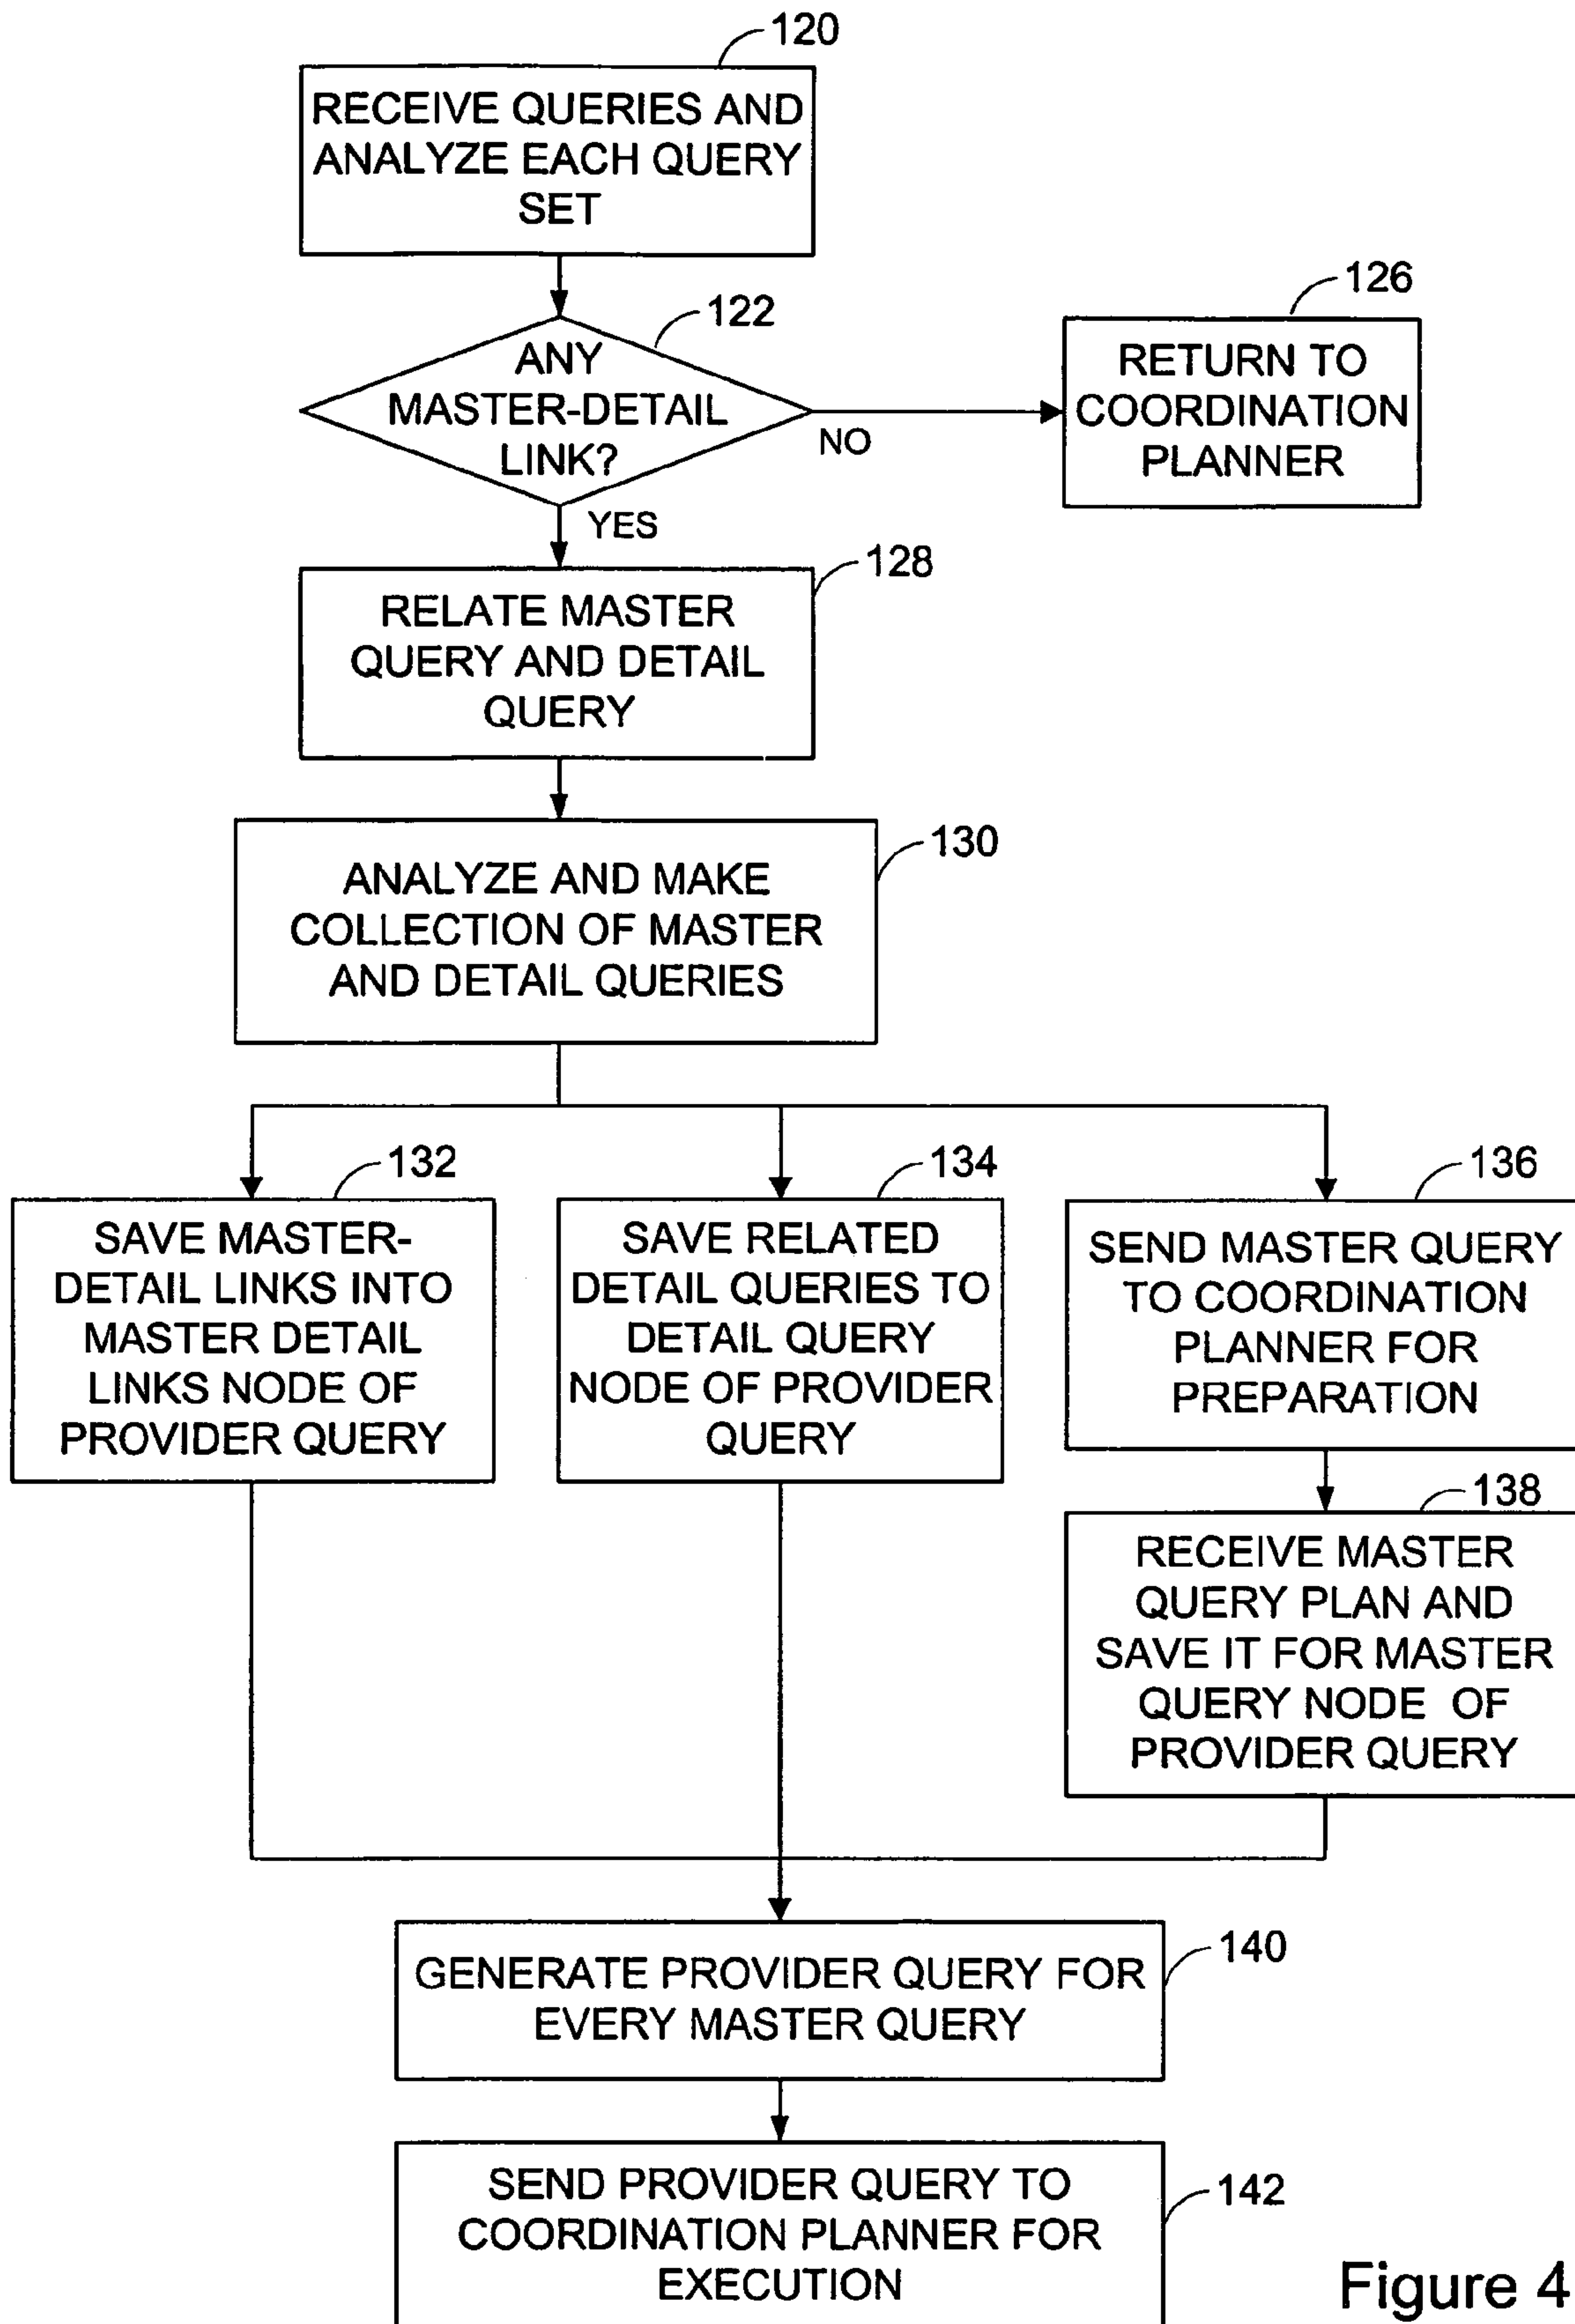 120
RECEIVE QUERIES AND
ANALYZE EACH QUERY
SET
122
ANY
MASTER-DETAIL
LINK?
NO
YES
126
RETURN TO
COORDINATION
PLANNER
128
RELATE MASTER
QUERY AND DETAIL
QUERY
130
ANALYZE AND MAKE
COLLECTION OF MASTER
AND DETAIL QUERIES
132
SAVE MASTER-
DETAIL LINKS INTO
MASTER DETAIL
LINKS NODE OF
PROVIDER QUERY
134
SAVE RELATED
DETAIL QUERIES TO
DETAIL QUERY
NODE OF PROVIDER
QUERY
136
SEND MASTER QUERY
TO COORDINATION
PLANNER FOR
PREPARATION
138
RECEIVE MASTER
QUERY PLAN AND
SAVE IT FOR MASTER
QUERY NODE OF
PROVIDER QUERY
140
GENERATE PROVIDER QUERY FOR
EVERY MASTER QUERY
142
SEND PROVIDER QUERY TO
COORDINATION PLANNER FOR
EXECUTION
Figure 4